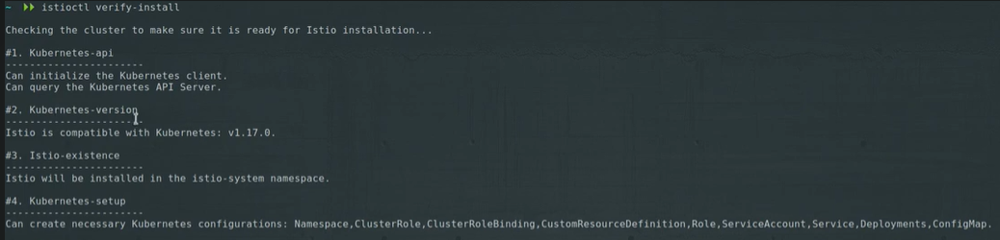 ~ ▶▶ istioctl verify-install
Checking the cluster to make sure it is ready for Istio installation...
#1. Kubernetes-api
-----------------------
Can initialize the Kubernetes client.
Can query the Kubernetes API Server.
#2. Kubernetes-version
-----------------------
Istio is compatible with Kubernetes: v1.17.0.
#3. Istio-existence
-----------------------
Istio will be installed in the istio-system namespace.
#4. Kubernetes-setup
-----------------------
Can create necessary Kubernetes configurations: Namespace,ClusterRole,ClusterRoleBinding,CustomResourceDefinition,Role,ServiceAccount,Service,Deployments,ConfigMap.